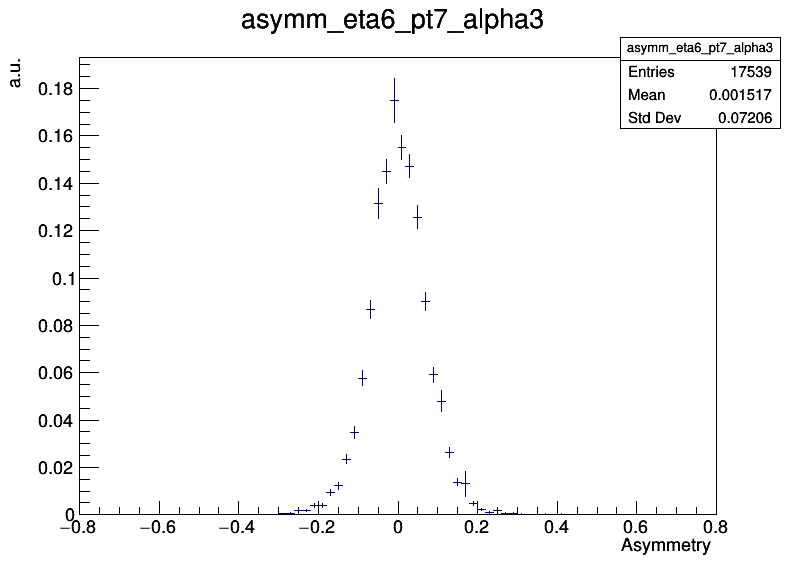 asymm_eta6_pt7_alpha3
asymm_eta6_pt7_alpha3
Entries 17539
Mean 0.001517
Std Dev 0.07206
a.u.
0.18
0.16
0.14
0.12
0.1
0.08
0.06
0.04
0.02
0
−0.8 −0.6 −0.4 −0.2 0 0.2 0.4 0.6 0.8
Asymmetry